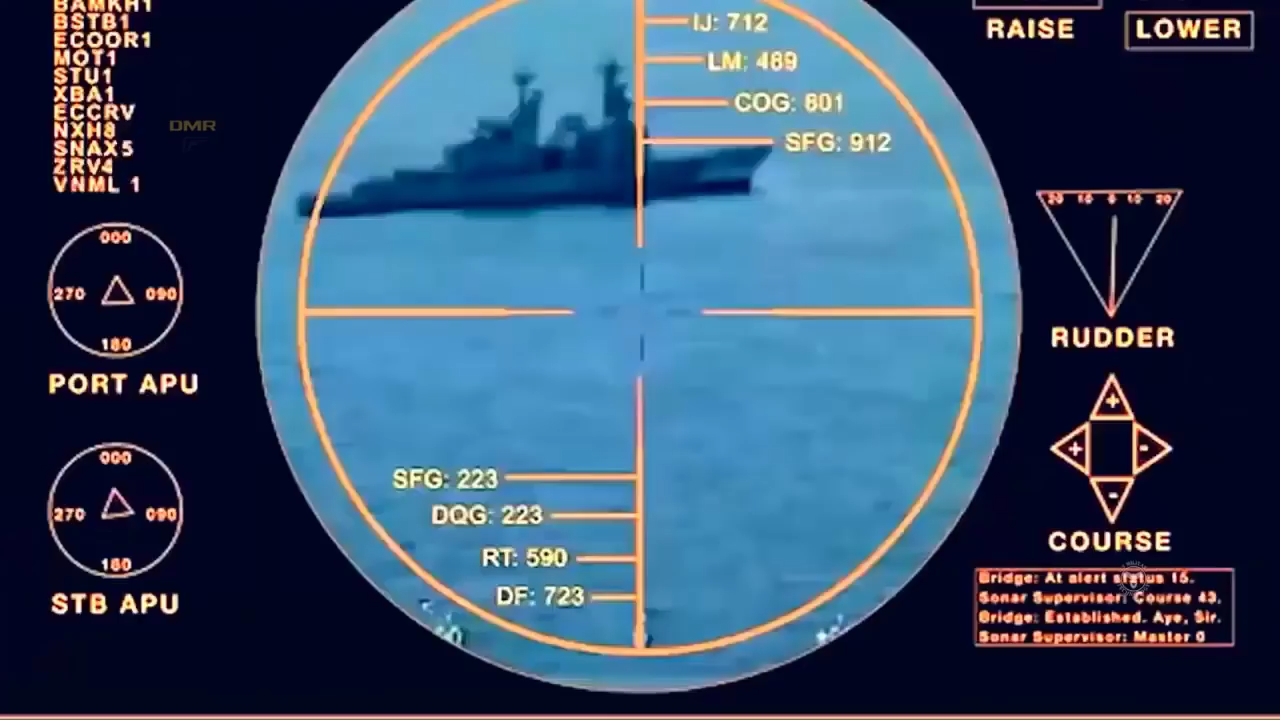 BAMKH1
BSTB1
ECOOR1
MOT1
STU1
XBA1
ECCRV
NXH8
SNAX5
ZRV4
VNML 1
DMR
IJ: 712
LM: 489
COG: 801
SFG: 912
RAISE
LOWER
000
270
090
180
PORT APU
20 10 0 10 20
RUDDER
000
270
090
180
STB APU
SFG: 223
DQG: 223
RT: 590
DF: 723
+
+
-
-
COURSE
Bridge: At alert status 15.
Sonar Supervisor: Course 43.
Bridge: Established. Aye, Sir.
Sonar Supervisor: Master 0